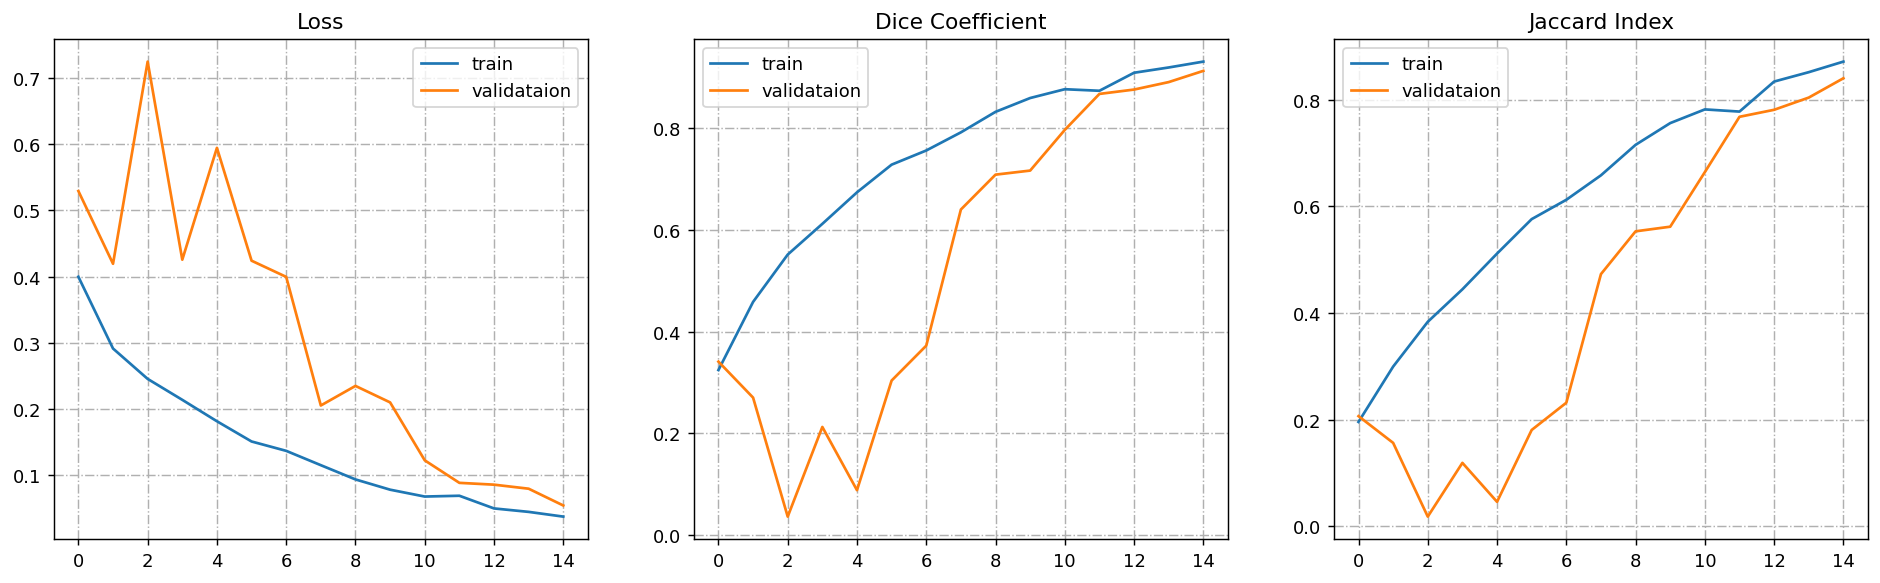 Loss
train
validataion
0.7
0.6
0.5
0.4
0.3
0.2
0.1
0 2 4 6 8 10 12 14
Dice Coefficient
train
validataion
0.8
0.6
0.4
0.2
0.0
0 2 4 6 8 10 12 14
Jaccard Index
train
validataion
0.8
0.6
0.4
0.2
0.0
0 2 4 6 8 10 12 14